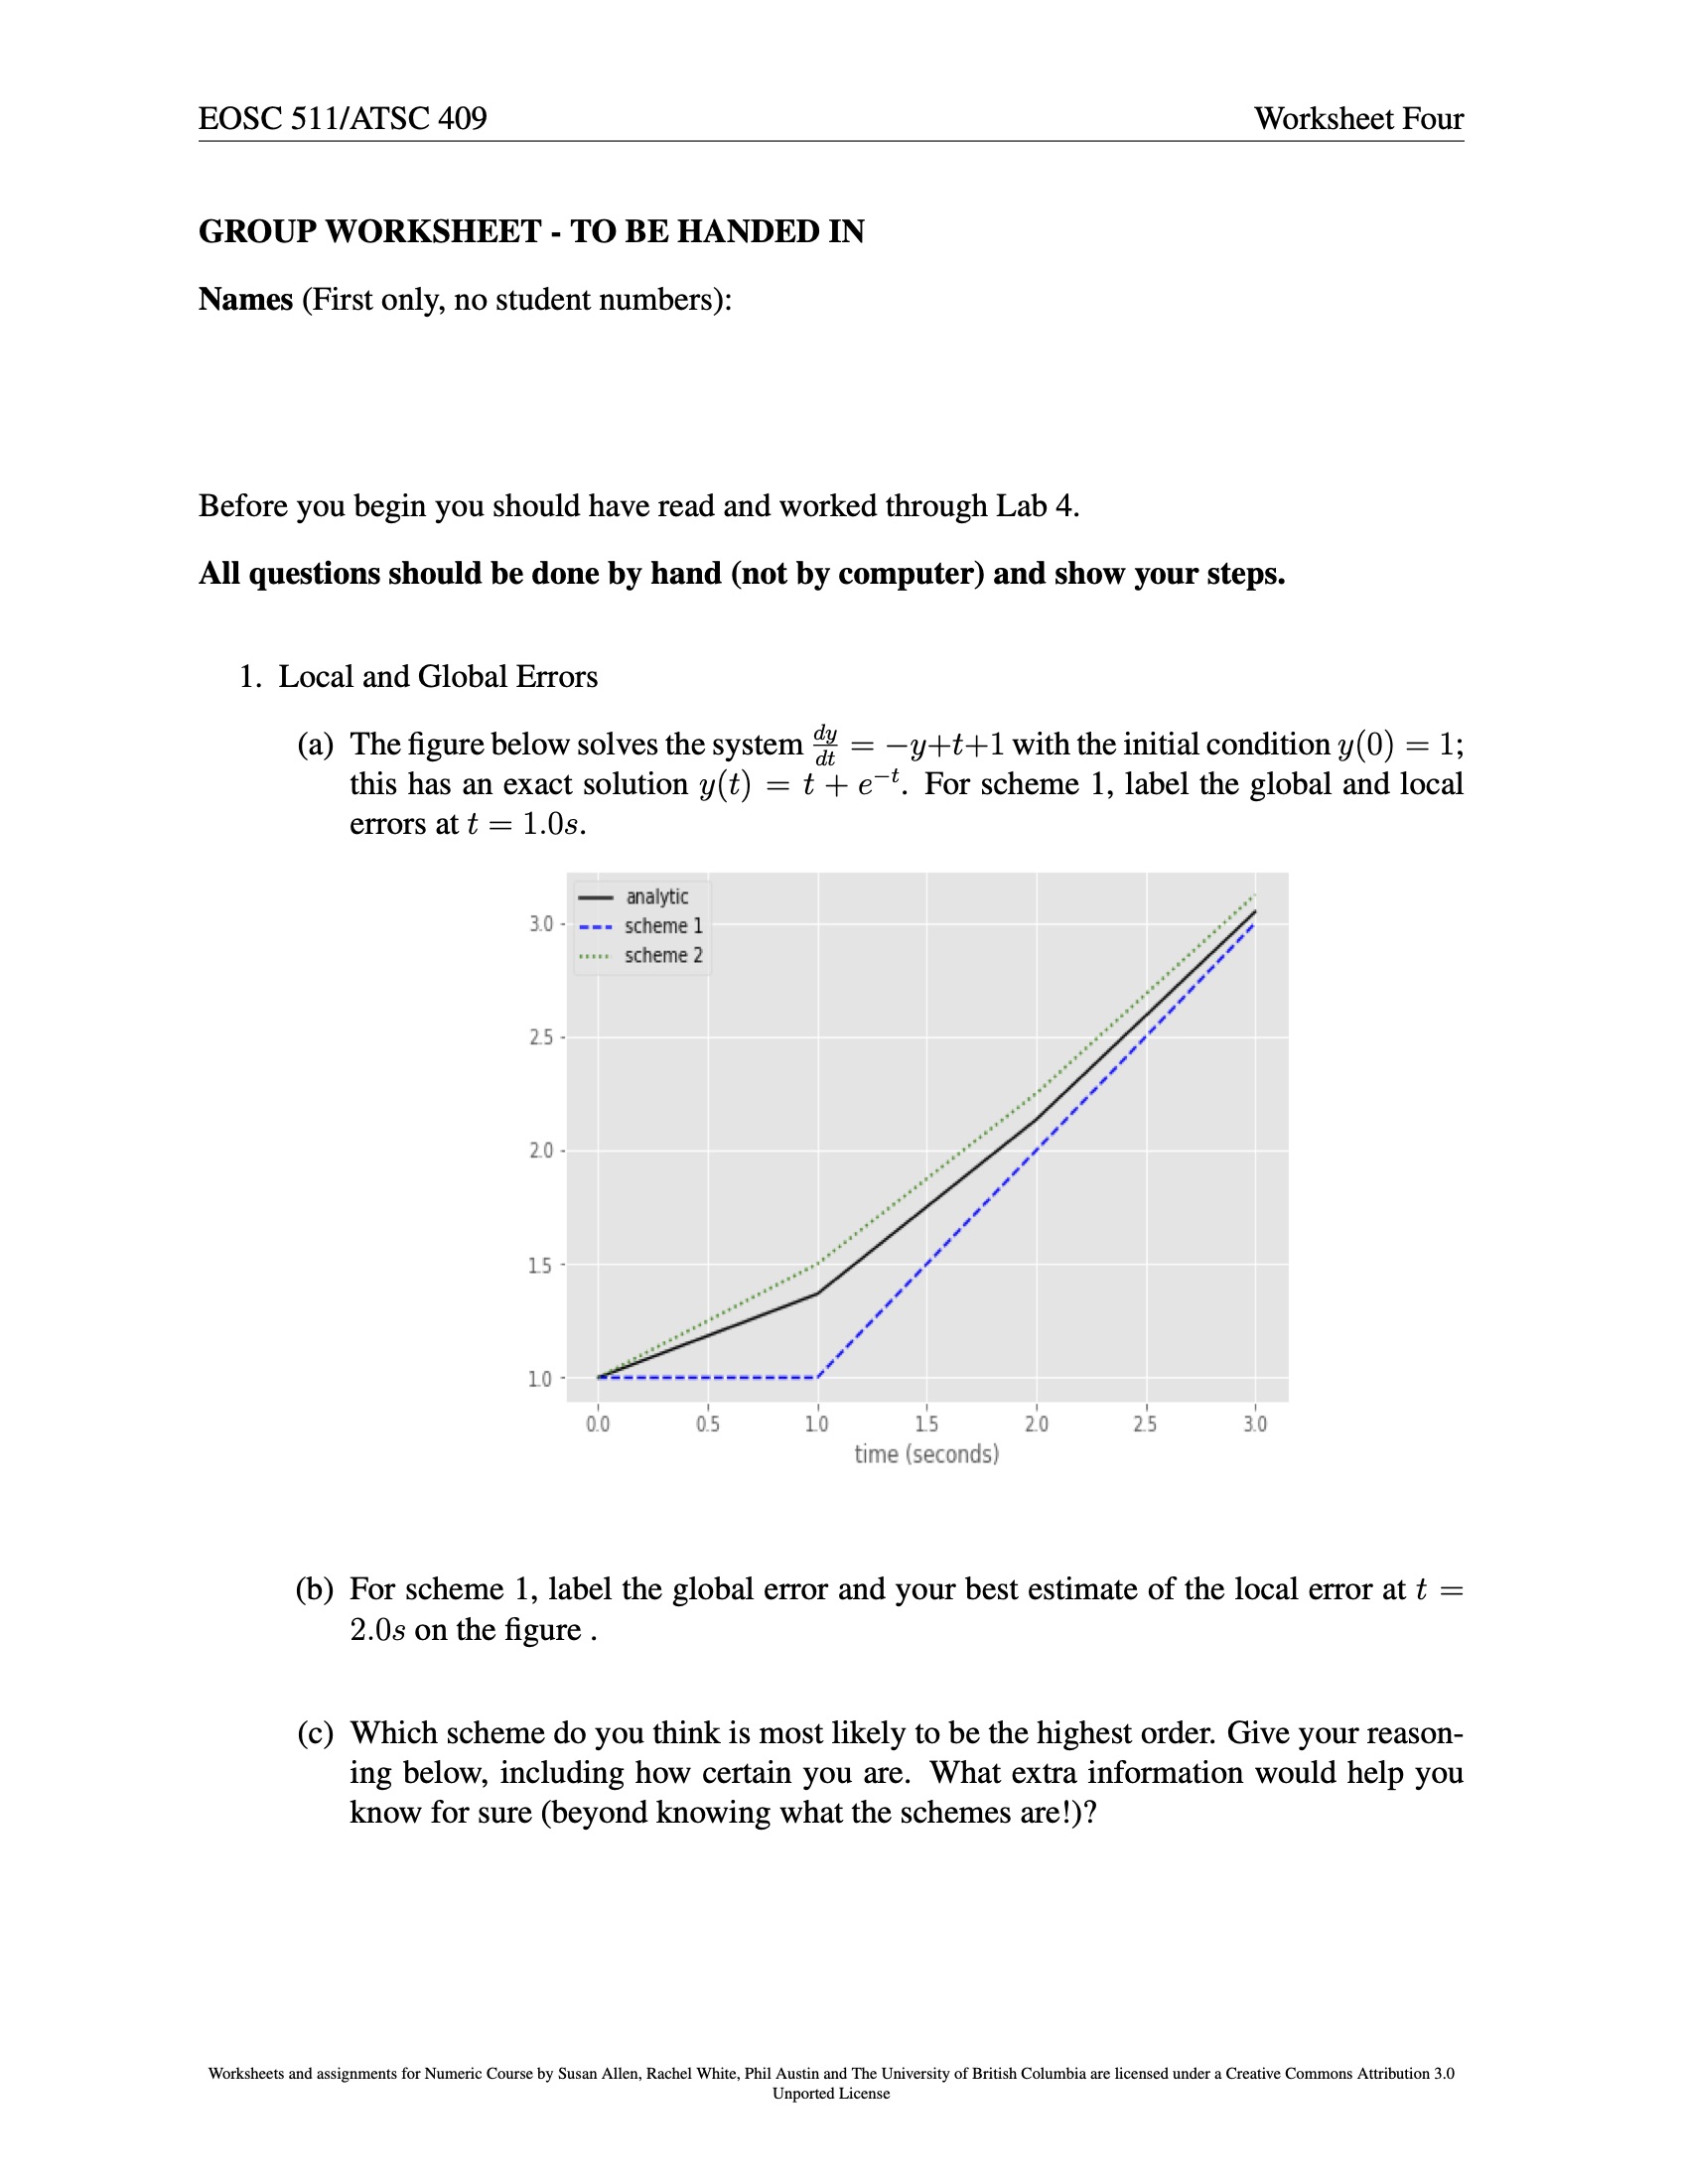 EOSC 511/ATSC 409 Worksheet Four
GROUP WORKSHEET - TO BE HANDED IN
Names (First only, no student numbers):
Before you begin you should have read and worked through Lab 4.
All questions should be done by hand (not by computer) and show your steps.
1. Local and Global Errors
(a) The figure below solves the system dy/dt = −y+t+1 with the initial condition y(0) = 1;
this has an exact solution y(t) = t + e^{−t}. For scheme 1, label the global and local
errors at t = 1.0s.
analytic
scheme 1
scheme 2
3.0
2.5
2.0
1.5
1.0
0.0 0.5 1.0 1.5 2.0 2.5 3.0
time (seconds)
(b) For scheme 1, label the global error and your best estimate of the local error at t =
2.0s on the figure .
(c) Which scheme do you think is most likely to be the highest order. Give your reason-
ing below, including how certain you are. What extra information would help you
know for sure (beyond knowing what the schemes are!)?
Worksheets and assignments for Numeric Course by Susan Allen, Rachel White, Phil Austin and The University of British Columbia are licensed under a Creative Commons Attribution 3.0
Unported License